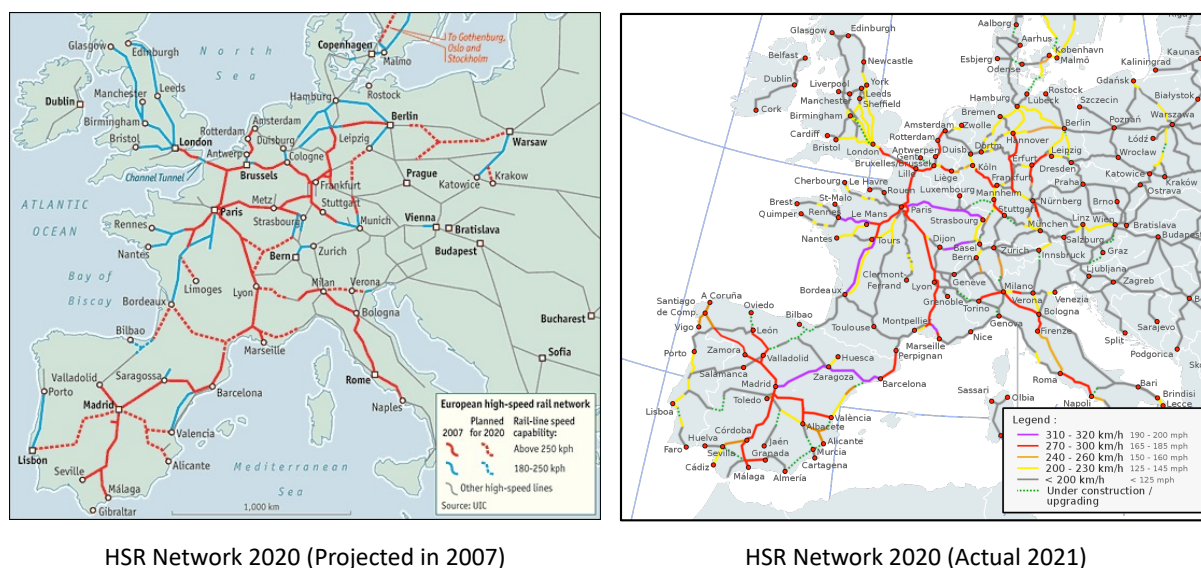 Glasgow
Edinburgh
North
Sea
To Gothenburg,
Oslo and
Stockholm
Copenhagen
Malmo
Dublin
Manchester
Leeds
Birmingham
Bristol
London
Channel Tunnel
Hamburg
Rostock
Amsterdam
Rotterdam
Duisburg
Antwerp
Cologne
Brussels
Leipzig
Berlin
Warsaw
Frankfurt
Prague
Katowice
Krakow
ATLANTIC
OCEAN
Metz
Paris
Strasbourg
Stuttgart
Munich
Vienna
Bratislava
Budapest
Rennes
Nantes
Zurich
Bern
Bay of
Biscay
Limoges
Lyon
Milan
Verona
Bordeaux
Bologna
Bucharest
Bilbao
Marseille
Sofia
Valladolid
Saragossa
Porto
Barcelona
Rome
Madrid
Naples
Valencia
Lisbon
Alicante
Mediterranean
Sea
Seville
Málaga
Gibraltar
1,000 km
European high-speed rail network
2007
Planned
for 2020
Rail-line speed
capability:
Above 250 kph
180-250 kph
Other high-speed lines
Source: UIC
Aalborg
Glasgow
Edinburgh
Aarhus
København
Kaunas
Belfast
Newcastle
Esbjerg
Odense
Malmö
Kaliningrad
Gdańsk
Dublin
Liverpool
York
Leeds
Manchester
Sheffield
Rostock
Hamburg
Lübeck
Szczecin
Białystok
Cork
Birmingham
Bremen
Warszawa
Amsterdam
Zwolle
Berlin
Poznań
Cardiff
Rotterdam
Hannover
Łódź
Bristol
London
Antwerpen
Duisb.
Dortm.
Leipzig
Wrocław
Gent
Bruxelles/Brussel
Köln
Erfurt
Dresden
Katowice
Lille
Liège
Frankfurt
Praha
Kraków
Ostrava
Cherbourg
Le Havre
Rouen
Luxembourg
Mannheim
Nürnberg
Brno
Brest
St-Malo
Paris
Stuttgart
Quimper
Rennes
Le Mans
Strasbourg
München
Linz
Wien
Bratislava
Nantes
Tours
Dijon
Basel
Zürich
Salzburg
Graz
Budapest
Bern
Innsbruck
Ljubljana
Clermont
Ferrand
Lyon
Genève
Milano
Zagreb
Bordeaux
Grenoble
Torino
Verona
Venezia
Santiago
de Comp.
A Coruña
Oviedo
Bilbao
Toulouse
Montpellier
Genova
Bologna
Sarajevo
Vigo
León
Marseille
Nice
Firenze
Split
Porto
Zamora
Valladolid
Huesca
Perpignan
Podgorica
Salamanca
Zaragoza
Barcelona
Roma
Bari
Madrid
Sassari
Olbia
Napoli
Brindisi
Lisboa
Toledo
València
Lecce
Córdoba
Albacete
Faro
Huelva
Sevilla
Jaén
Alicante
Granada
Murcia
Cádiz
Cartagena
Málaga
Almería
Legend :
310 - 320 km/h 190 - 200 mph
270 - 300 km/h 165 - 185 mph
240 - 260 km/h 150 - 160 mph
200 - 230 km/h 125 - 145 mph
< 200 km/h < 125 mph
Under construction /
upgrading
HSR Network 2020 (Projected in 2007)
HSR Network 2020 (Actual 2021)